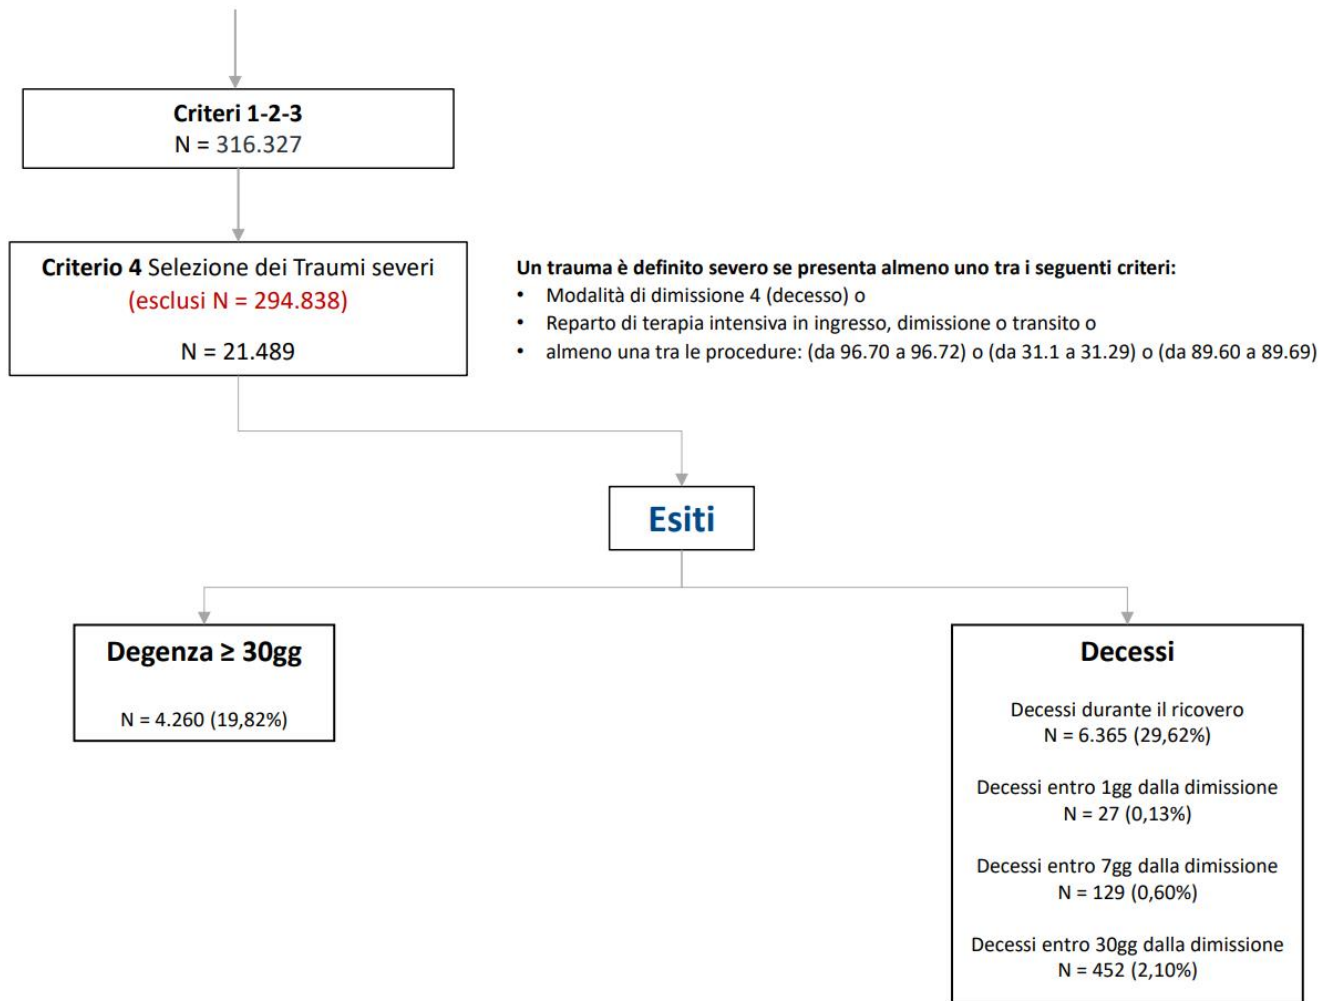 Criteri 1-2-3
N = 316.327
Criterio 4 Selezione dei Traumi severi
(esclusi N = 294.838)
N = 21.489
Un trauma è definito severo se presenta almeno uno tra i seguenti criteri:
• Modalità di dimissione 4 (decesso) o
• Reparto di terapia intensiva in ingresso, dimissione o transito o
• almeno una tra le procedure: (da 96.70 a 96.72) o (da 31.1 a 31.29) o (da 89.60 a 89.69)
Esiti
Degenza ≥ 30gg
N = 4.260 (19,82%)
Decessi
Decessi durante il ricovero
N = 6.365 (29,62%)
Decessi entro 1gg dalla dimissione
N = 27 (0,13%)
Decessi entro 7gg dalla dimissione
N = 129 (0,60%)
Decessi entro 30gg dalla dimissione
N = 452 (2,10%)